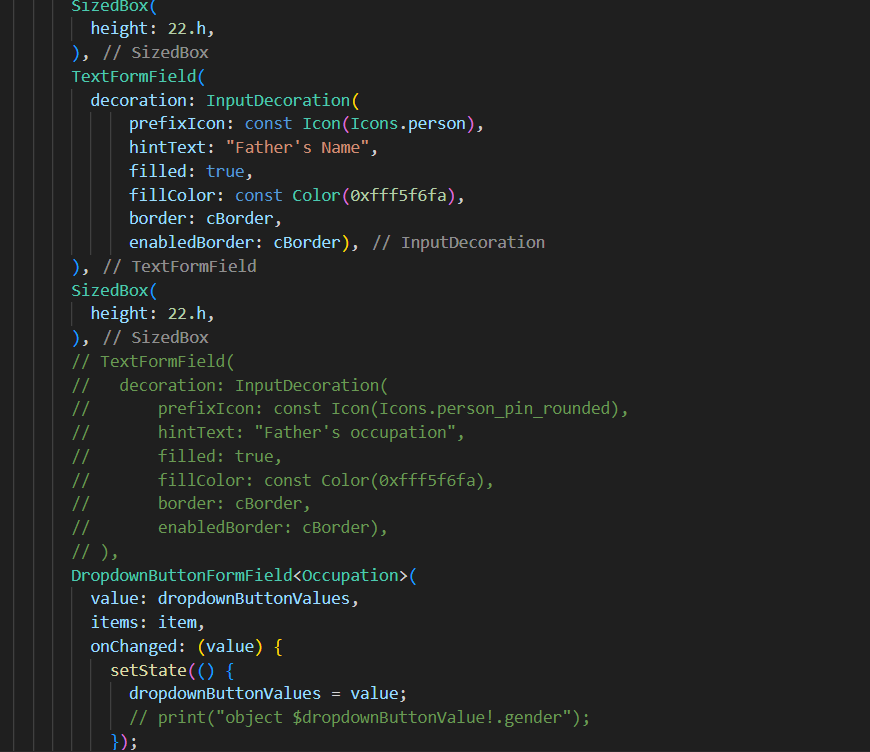 SizedBox(
  height: 22.h,
), // SizedBox
TextFormField(
  decoration: InputDecoration(
      prefixIcon: const Icon(Icons.person),
      hintText: "Father's Name",
      filled: true,
      fillColor: const Color(0xfff5f6fa),
      border: cBorder,
      enabledBorder: cBorder), // InputDecoration
), // TextFormField
SizedBox(
  height: 22.h,
), // SizedBox
// TextFormField(
//   decoration: InputDecoration(
//       prefixIcon: const Icon(Icons.person_pin_rounded),
//       hintText: "Father's occupation",
//       filled: true,
//       fillColor: const Color(0xfff5f6fa),
//       border: cBorder,
//       enabledBorder: cBorder),
// ),
DropdownButtonFormField<Occupation>(
  value: dropdownButtonValues,
  items: item,
  onChanged: (value) {
    setState(() {
      dropdownButtonValues = value;
      // print("object $dropdownButtonValue!.gender");
    });